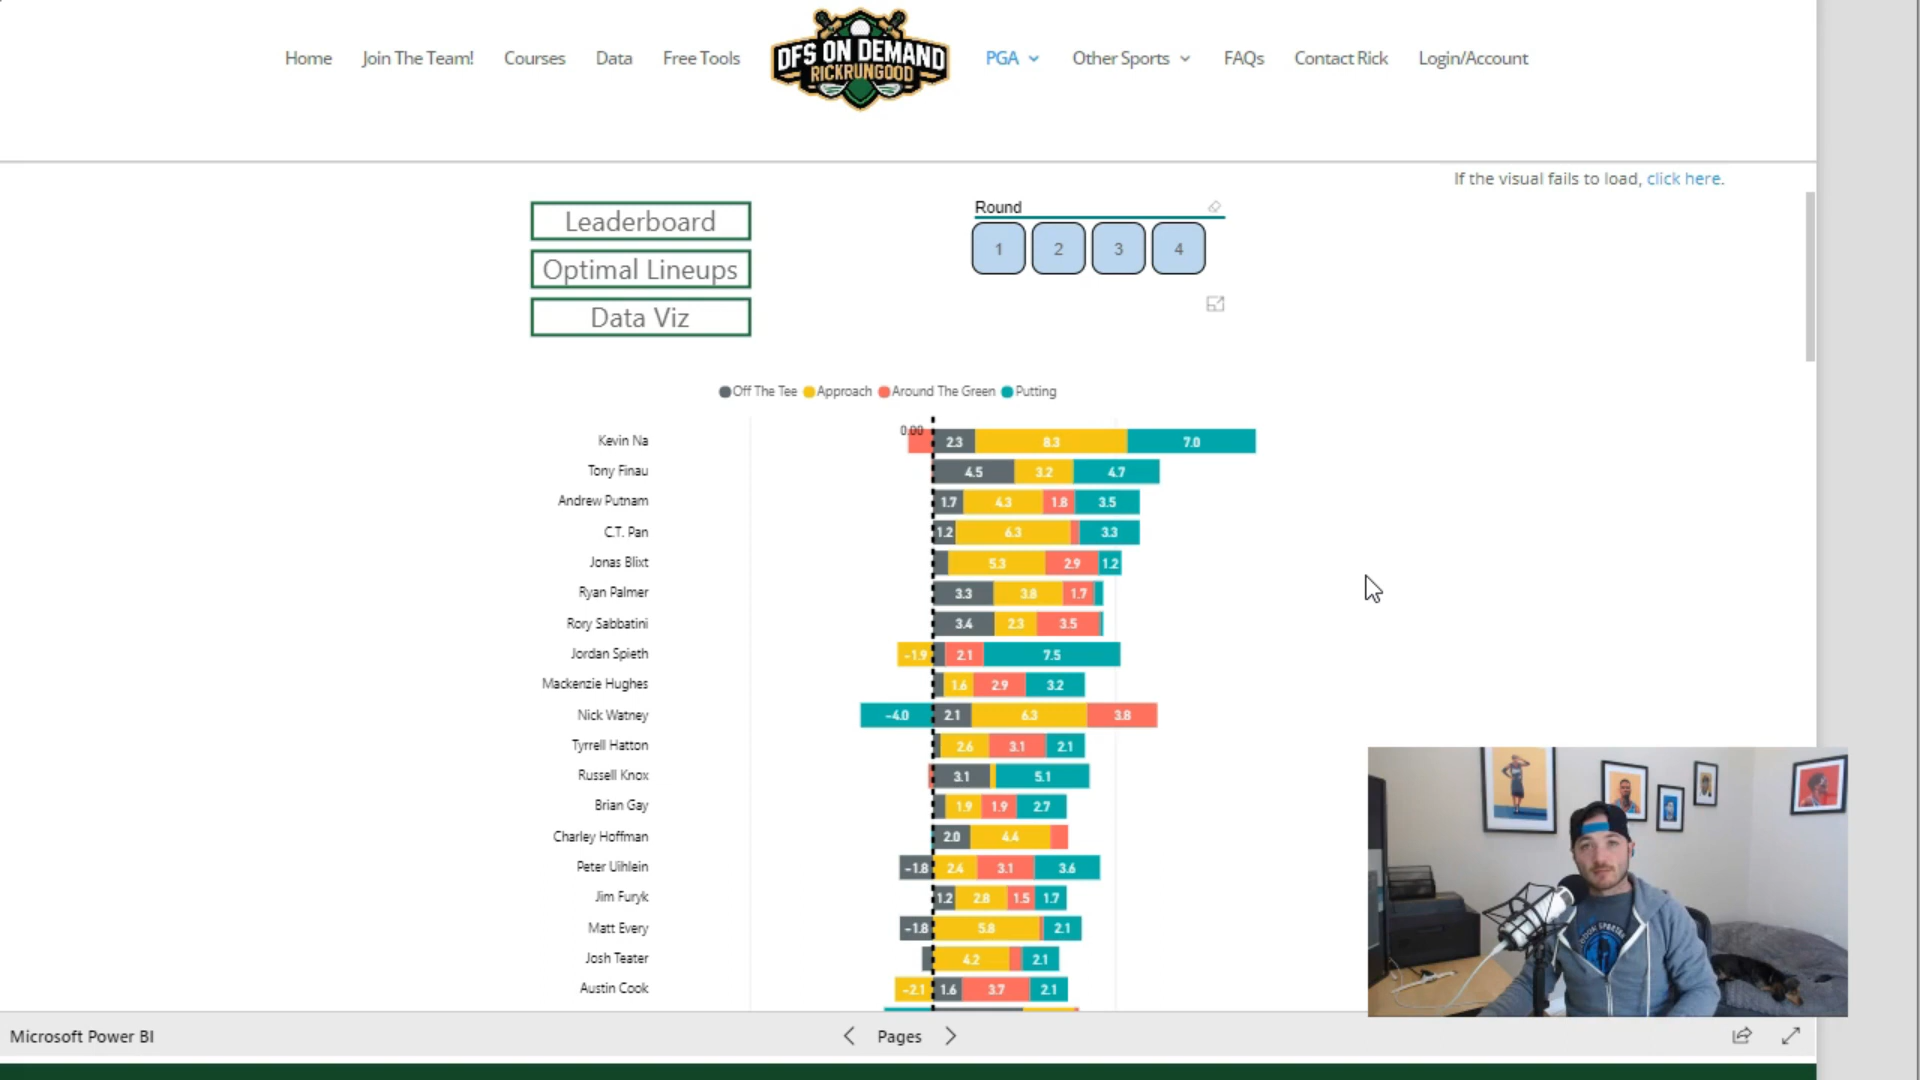 Home Join The Team! Courses Data Free Tools DFS ON DEMAND RICKRUNGOOD PGA Other Sports FAQs Contact Rick Login/Account
If the visual fails to load, click here.
Leaderboard
Optimal Lineups
Data Viz
Round
1 2 3 4
Off The Tee Approach Around The Green Putting
0.00
Kevin Na 2.3 8.3 7.0
Tony Finau 4.5 3.2 4.7
Andrew Putnam 1.7 4.3 1.8 3.5
C.T. Pan 1.2 6.3 3.3
Jonas Blixt 5.3 2.9 1.2
Ryan Palmer 3.3 3.8 1.7
Rory Sabbatini 3.4 2.3 3.5
Jordan Spieth -1.9 2.1 7.5
Mackenzie Hughes 1.6 2.9 3.2
Nick Watney -4.0 2.1 6.3 3.8
Tyrrell Hatton 2.6 3.1 2.1
Russell Knox 3.1 5.1
Brian Gay 1.9 1.9 2.7
Charley Hoffman 2.0 4.4
Peter Uihlein -1.8 2.4 3.1 3.6
Jim Furyk 1.2 2.8 1.5 1.7
Matt Every -1.8 5.8 2.1
Josh Teater 4.2 2.1
Austin Cook -2.1 1.6 3.7 2.1
Microsoft Power BI Pages